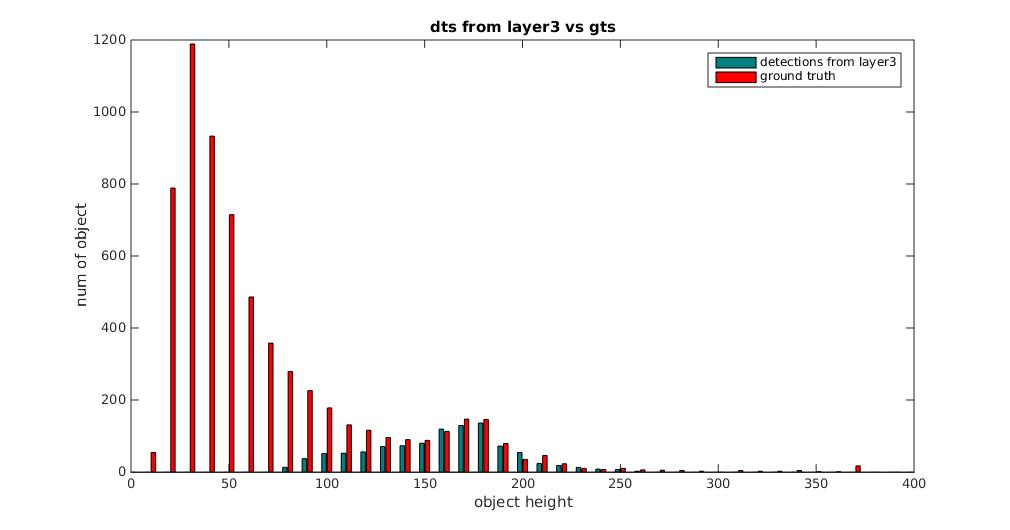 dts from layer3 vs gts
detections from layer3
ground truth
num of object
1200
1000
800
600
400
200
0
0 50 100 150 200 250 300 350 400
object height